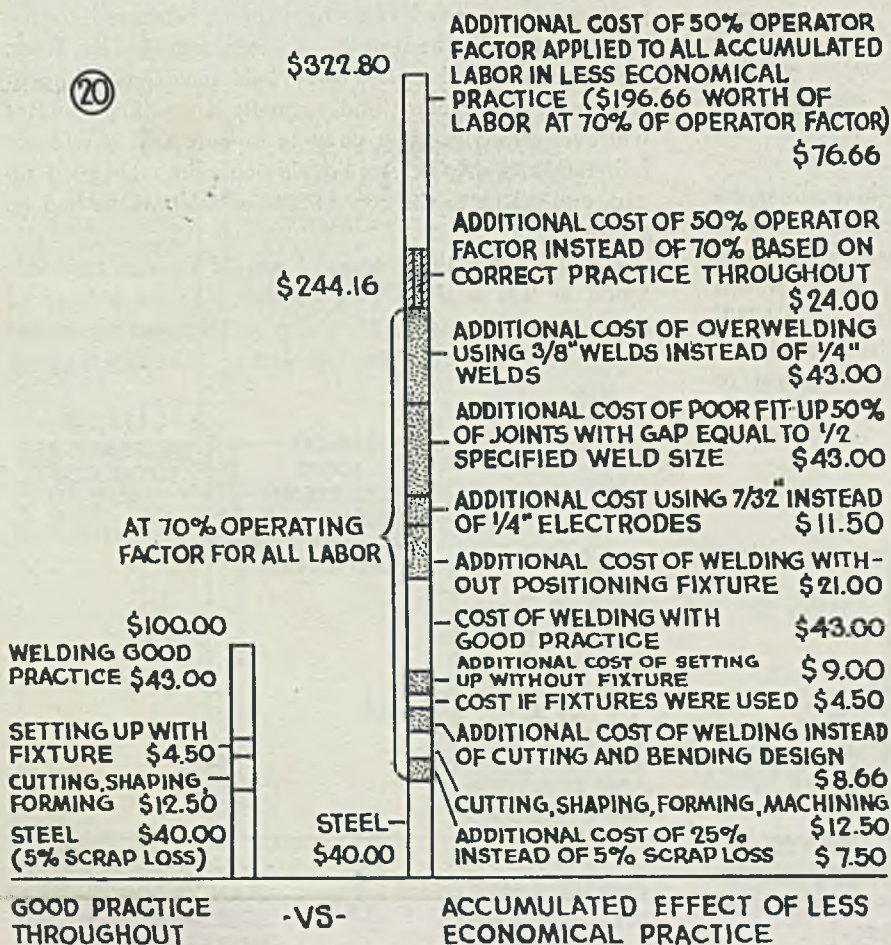 20
$322.80
ADDITIONAL COST OF 50% OPERATOR
FACTOR APPLIED TO ALL ACCUMULATED
LABOR IN LESS ECONOMICAL
PRACTICE ($196.66 WORTH OF
LABOR AT 70% OF OPERATOR FACTOR)
$76.66
ADDITIONAL COST OF 50% OPERATOR
FACTOR INSTEAD OF 70% BASED ON
CORRECT PRACTICE THROUGHOUT
$24.00
$244.16
ADDITIONAL COST OF OVERWELDING
USING 3/8" WELDS INSTEAD OF 1/4"
WELDS $43.00
ADDITIONAL COST OF POOR FIT-UP 50%
OF JOINTS WITH GAP EQUAL TO 1/2
SPECIFIED WELD SIZE $43.00
ADDITIONAL COST USING 7/32" INSTEAD
OF 1/4" ELECTRODES $11.50
AT 70% OPERATING
FACTOR FOR ALL LABOR
ADDITIONAL COST OF WELDING WITH-
OUT POSITIONING FIXTURE $21.00
COST OF WELDING WITH
GOOD PRACTICE $43.00
ADDITIONAL COST OF SETTING
UP WITHOUT FIXTURE $9.00
COST IF FIXTURES WERE USED $4.50
ADDITIONAL COST OF WELDING INSTEAD
OF CUTTING AND BENDING DESIGN
$8.66
CUTTING, SHAPING, FORMING, MACHINING
$12.50
ADDITIONAL COST OF 25%
INSTEAD OF 5% SCRAP LOSS $7.50
STEEL
$40.00
$100.00
WELDING GOOD
PRACTICE $43.00
SETTING UP WITH
FIXTURE $4.50
CUTTING, SHAPING,
FORMING $12.50
STEEL $40.00
(5% SCRAP LOSS)
GOOD PRACTICE
THROUGHOUT
-VS-
ACCUMULATED EFFECT OF LESS
ECONOMICAL PRACTICE